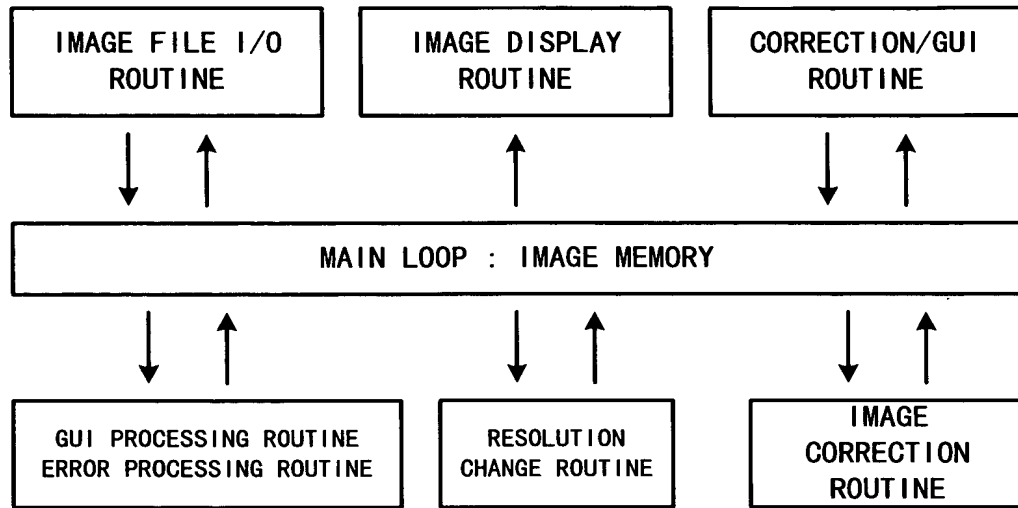 IMAGE FILE I/O
ROUTINE
IMAGE DISPLAY
ROUTINE
CORRECTION/GUI
ROUTINE
MAIN LOOP : IMAGE MEMORY
GUI PROCESSING ROUTINE
ERROR PROCESSING ROUTINE
RESOLUTION
CHANGE ROUTINE
IMAGE
CORRECTION
ROUTINE